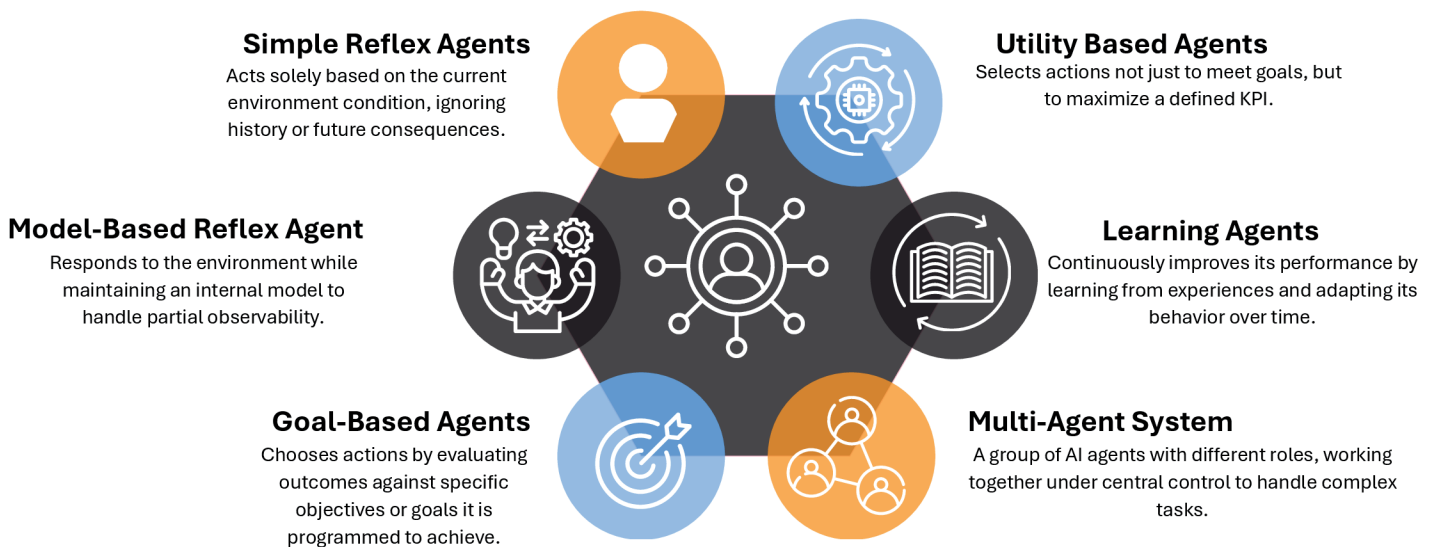 Simple Reflex Agents
Acts solely based on the current
environment condition, ignoring
history or future consequences.
Utility Based Agents
Selects actions not just to meet goals, but
to maximize a defined KPI.
Model-Based Reflex Agent
Responds to the environment while
maintaining an internal model to
handle partial observability.
Learning Agents
Continuously improves its performance by
learning from experiences and adapting its
behavior over time.
Goal-Based Agents
Chooses actions by evaluating
outcomes against specific
objectives or goals it is
programmed to achieve.
Multi-Agent System
A group of AI agents with different roles, working
together under central control to handle complex
tasks.